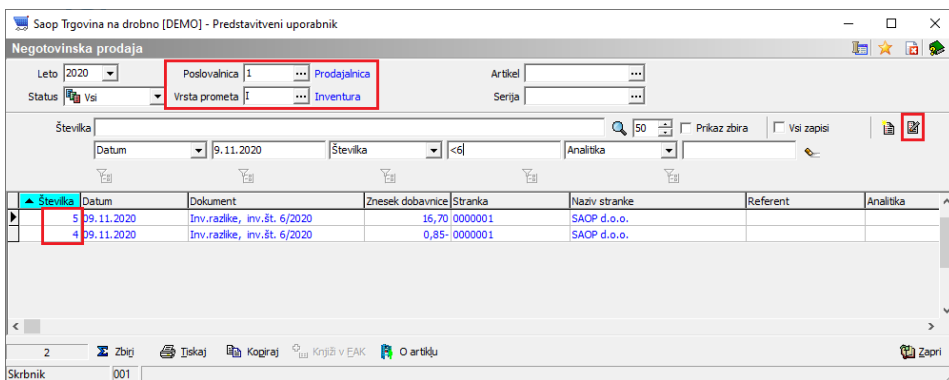 Saop Trgovina na drobno [DEMO] - Predstavitveni uporabnik
Negotovinska prodaja
Leto 2020 Poslovalnica 1 ... Prodajalnica Artikel ...
Status Vsi Vrsta prometa I ... Inventura Serija ...
Številka 50 Prikaz zbira Vsi zapisi
Datum 9.11.2020 Številka <6 Analitika
Številka Datum Dokument Znesek dobavnice Stranka Naziv stranke Referent Analitika
5 09.11.2020 Inv.razlike, inv.št. 6/2020 16,70 0000001 SAOP d.o.o.
4 09.11.2020 Inv.razlike, inv.št. 6/2020 0,85- 0000001 SAOP d.o.o.
2 Zbiri Tiskaj Kopiraj Knjiži v FAK O artiklu Zapri
Skrbnik 001